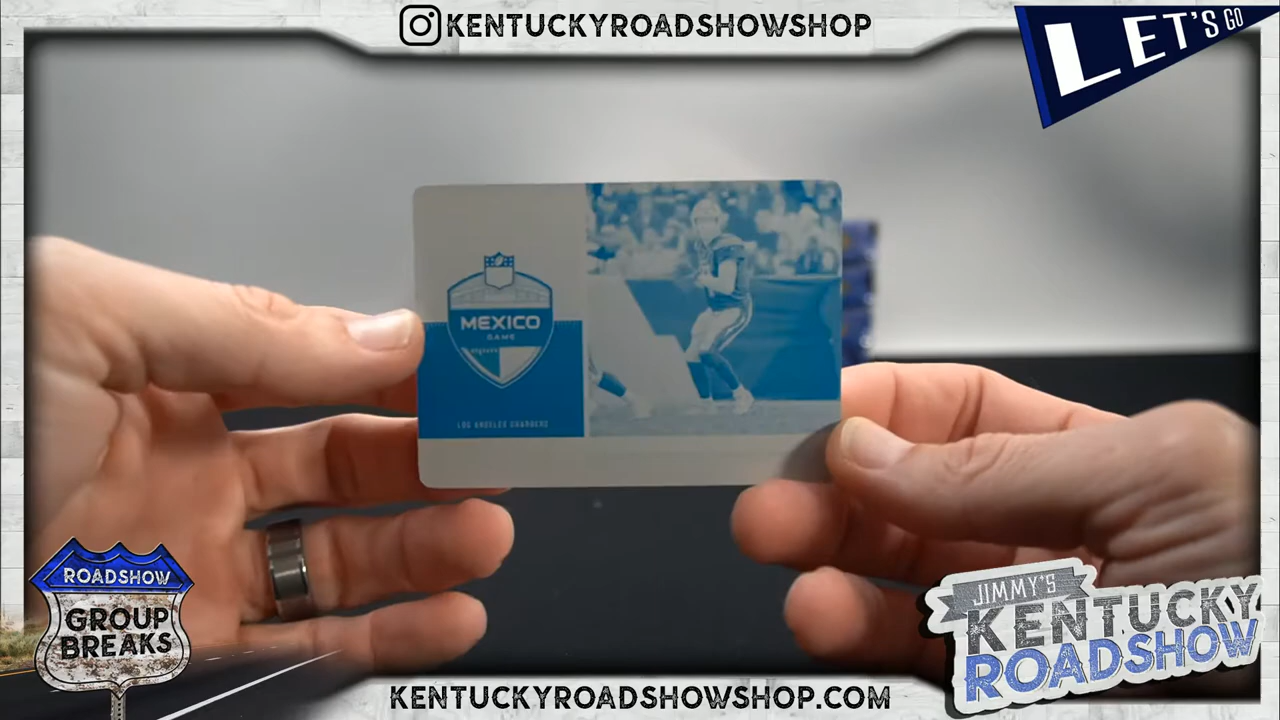 KENTUCKYROADSHOWSHOP
LET'S GO
MEXICO
GAME
LOS ANGELES CHARGERS
ROADSHOW
GROUP
BREAKS
JIMMY'S
KENTUCKY
ROADSHOW
KENTUCKYROADSHOWSHOP.COM